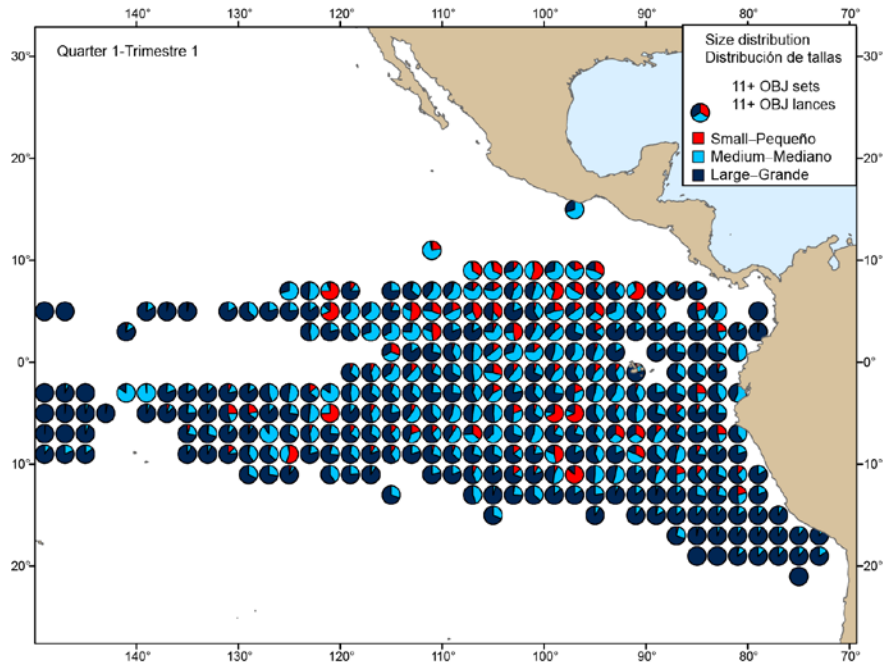 140° 130° 120° 110° 100° 90° 80° 70°
Quarter 1-Trimestre 1
Size distribution
Distribución de tallas
11+ OBJ sets
11+ OBJ lances
Small–Pequeño
Medium–Mediano
Large–Grande
30° 30°
20° 20°
10° 10°
0° 0°
10° 10°
20° 20°
140° 130° 120° 110° 100° 90° 80° 70°